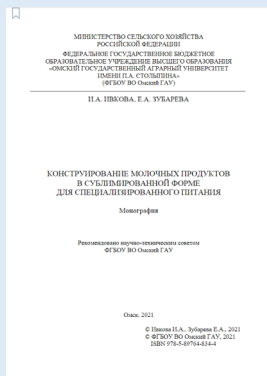 МИНИСТЕРСТВО СЕЛЬСКОГО ХОЗЯЙСТВА
РОССИЙСКОЙ ФЕДЕРАЦИИ
ФЕДЕРАЛЬНОЕ ГОСУДАРСТВЕННОЕ БЮДЖЕТНОЕ
ОБРАЗОВАТЕЛЬНОЕ УЧРЕЖДЕНИЕ ВЫСШЕГО ОБРАЗОВАНИЯ
«ОМСКИЙ ГОСУДАРСТВЕННЫЙ АГРАРНЫЙ УНИВЕРСИТЕТ
ИМЕНИ П.А. СТОЛЫПИНА»
(ФГБОУ ВО Омский ГАУ)
И.А. ИВКОВА, Е.А. ЗУБАРЕВА
КОНСТРУИРОВАНИЕ МОЛОЧНЫХ ПРОДУКТОВ
В СУБЛИМИРОВАННОЙ ФОРМЕ
ДЛЯ СПЕЦИАЛИЗИРОВАННОГО ПИТАНИЯ
Монография
Рекомендовано научно-техническим советом
ФГБОУ ВО Омский ГАУ
Омск, 2021
© Ивкова И.А., Зубарева Е.А., 2021
© ФГБОУ ВО Омский ГАУ, 2021
ISBN 978-5-89764-834-4